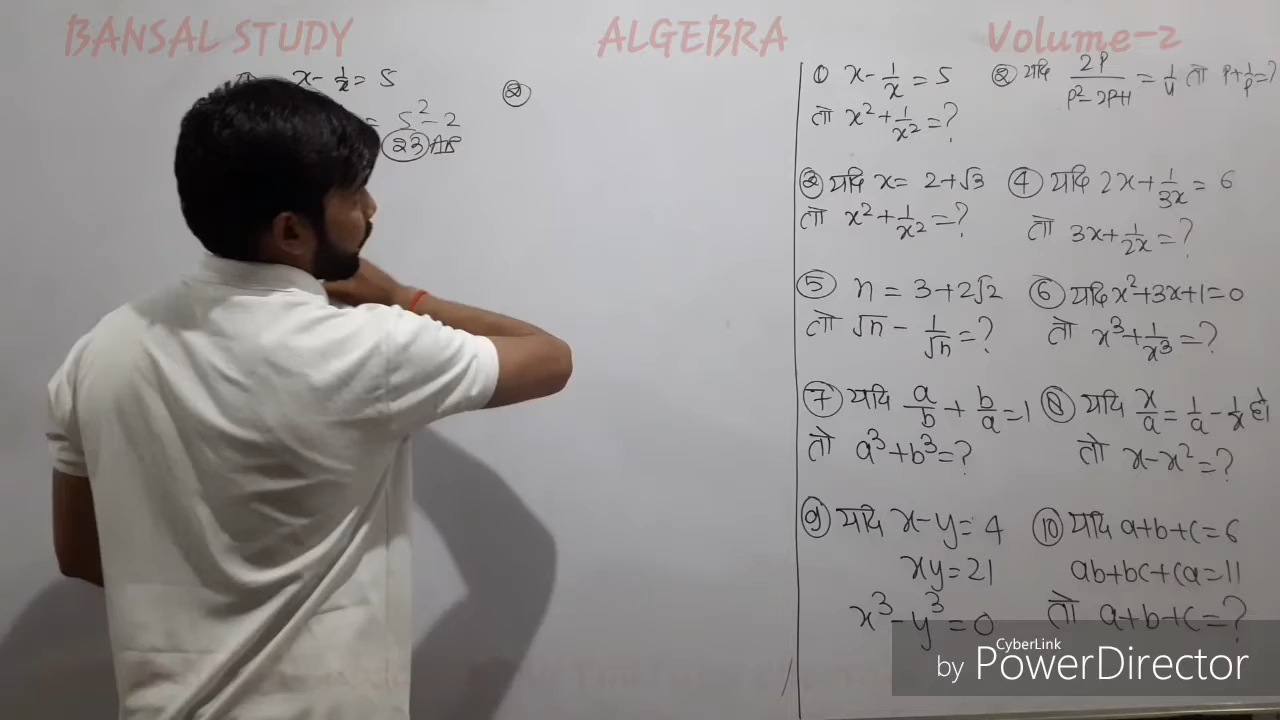 BANSAL STUDY ALGEBRA Volume-2
x - 1/x = 5
= 5² - 2
23 Ans
②
① x - 1/x = 5
तो x² + 1/x² = ?
② यदि 2P/(P² - 2P + 1) = 1/4 तो P + 1/P = ?
③ यदि x = 2 + √3
तो x² + 1/x² = ?
④ यदि 2x + 1/3x = 6
तो 3x + 1/2x = ?
⑤ n = 3 + 2√2
तो √n - 1/√n = ?
⑥ यदि x² + 3x + 1 = 0
तो x³ + 1/x³ = ?
⑦ यदि a/b + b/a = 1
तो a³ + b³ = ?
⑧ यदि x/a = 1/a - 1/x हो
तो x - x² = ?
⑨ यदि x - y = 4
xy = 21
x³ - y³ = 0
⑩ यदि a + b + c = 6
ab + bc + ca = 11
तो a + b + c = ?
CyberLink
by PowerDirector